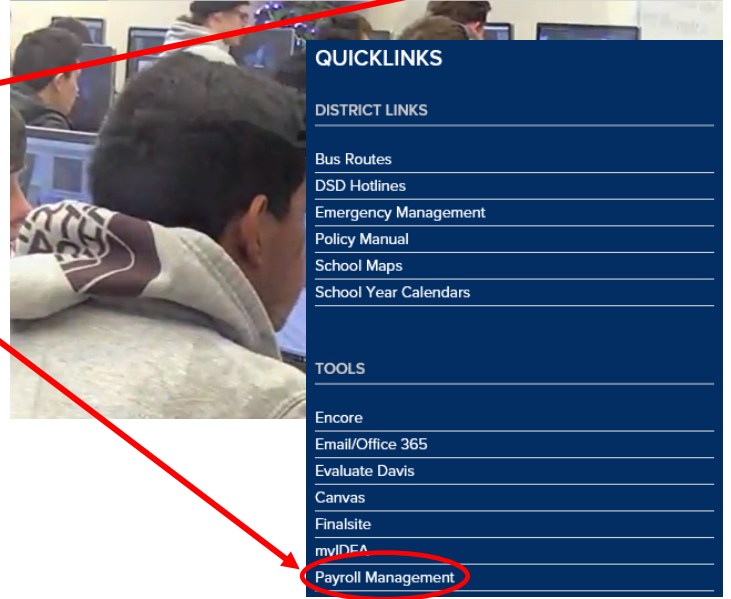 QUICKLINKS
DISTRICT LINKS
Bus Routes
DSD Hotlines
Emergency Management
Policy Manual
School Maps
School Year Calendars
TOOLS
Encore
Email/Office 365
Evaluate Davis
Canvas
Finalsite
myIDEA
Payroll Management